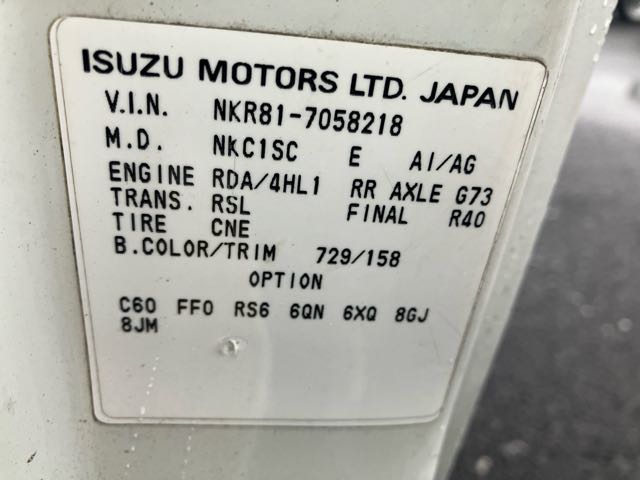 ISUZU MOTORS LTD. JAPAN
V.I.N. NKR81-7058218
M.D. NKC1SC E AI/AG
ENGINE RDA/4HL1 RR AXLE G73
TRANS. RSL FINAL R40
TIRE CNE
B.COLOR/TRIM 729/158
OPTION
C60 FF0 RS6 6QN 6XQ 8GJ
8JM